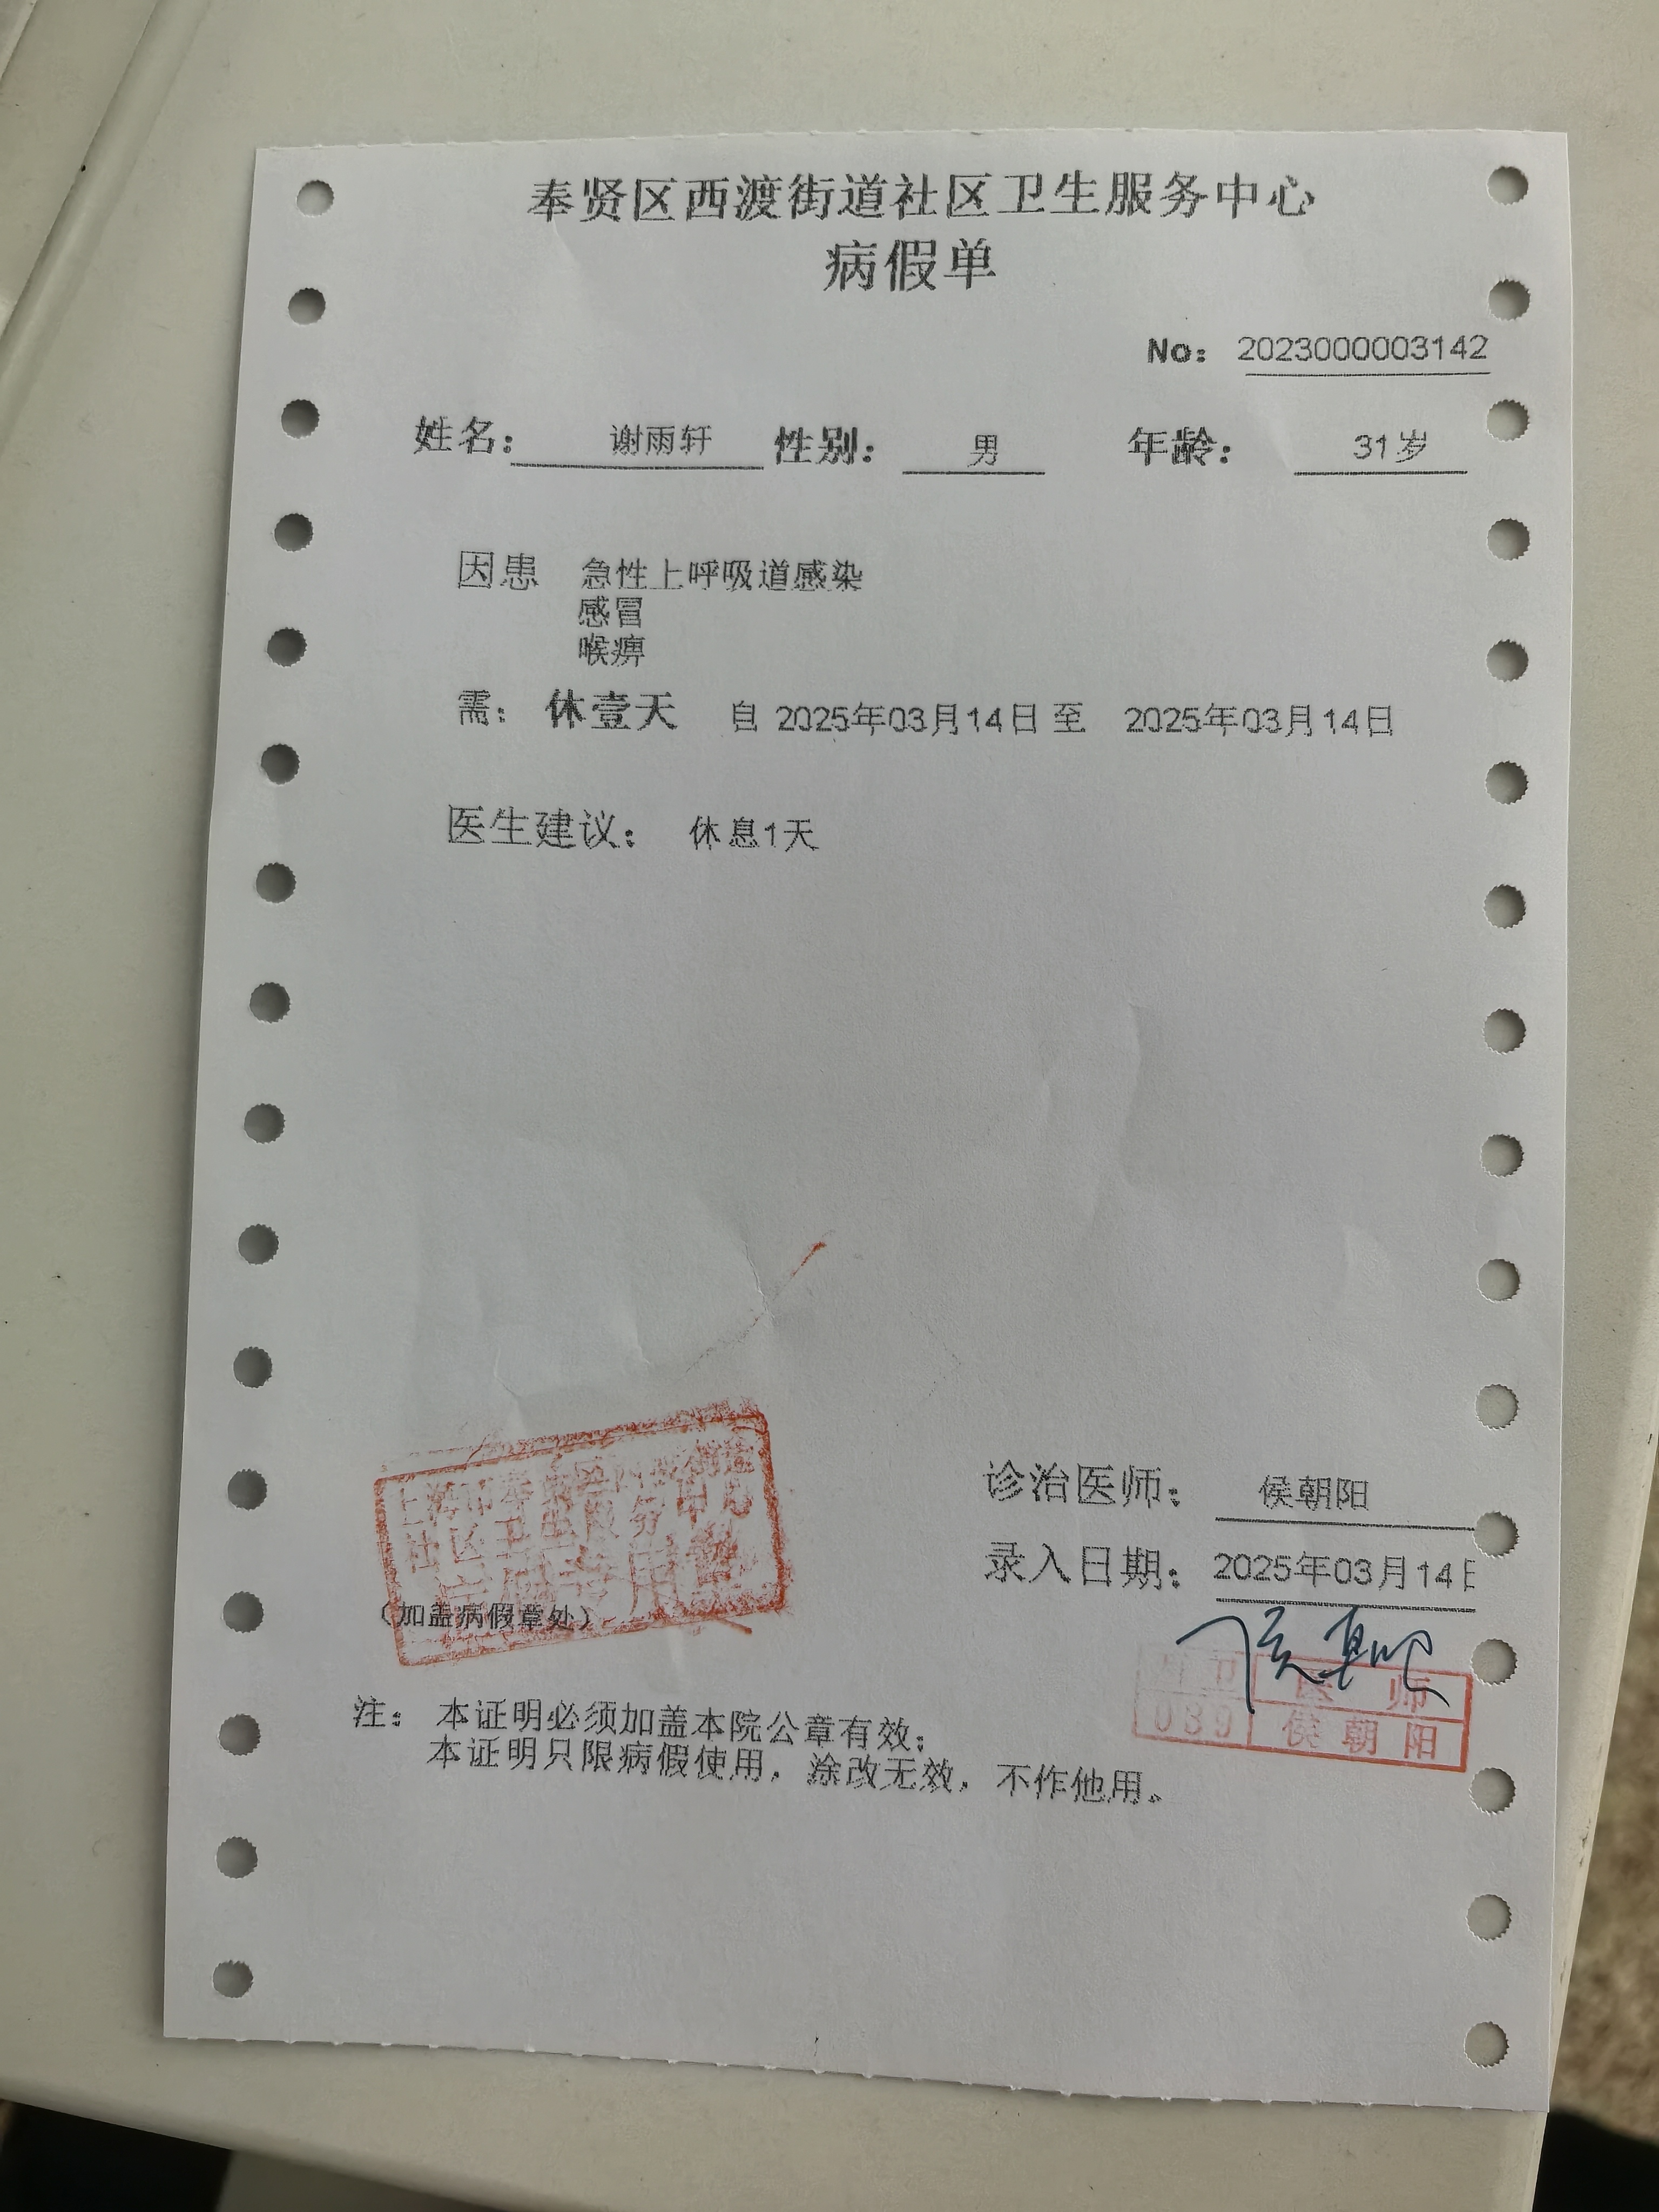 奉贤区西渡街道社区卫生服务中心
病假单
No: 2023000003142
姓名: 谢雨轩 性别: 男 年龄: 31岁
因患 急性上呼吸道感染
感冒
喉痹
需: 休壹天 自 2025年03月14日 至 2025年03月14日
医生建议: 休息1天
上海市奉贤区西渡街道
社区卫生服务中心
诊治医师: 侯朝阳
录入日期: 2025年03月14日
(加盖病假章处)
医 师
039 侯朝阳
注: 本证明必须加盖本院公章有效;
本证明只限病假使用, 涂改无效, 不作他用。